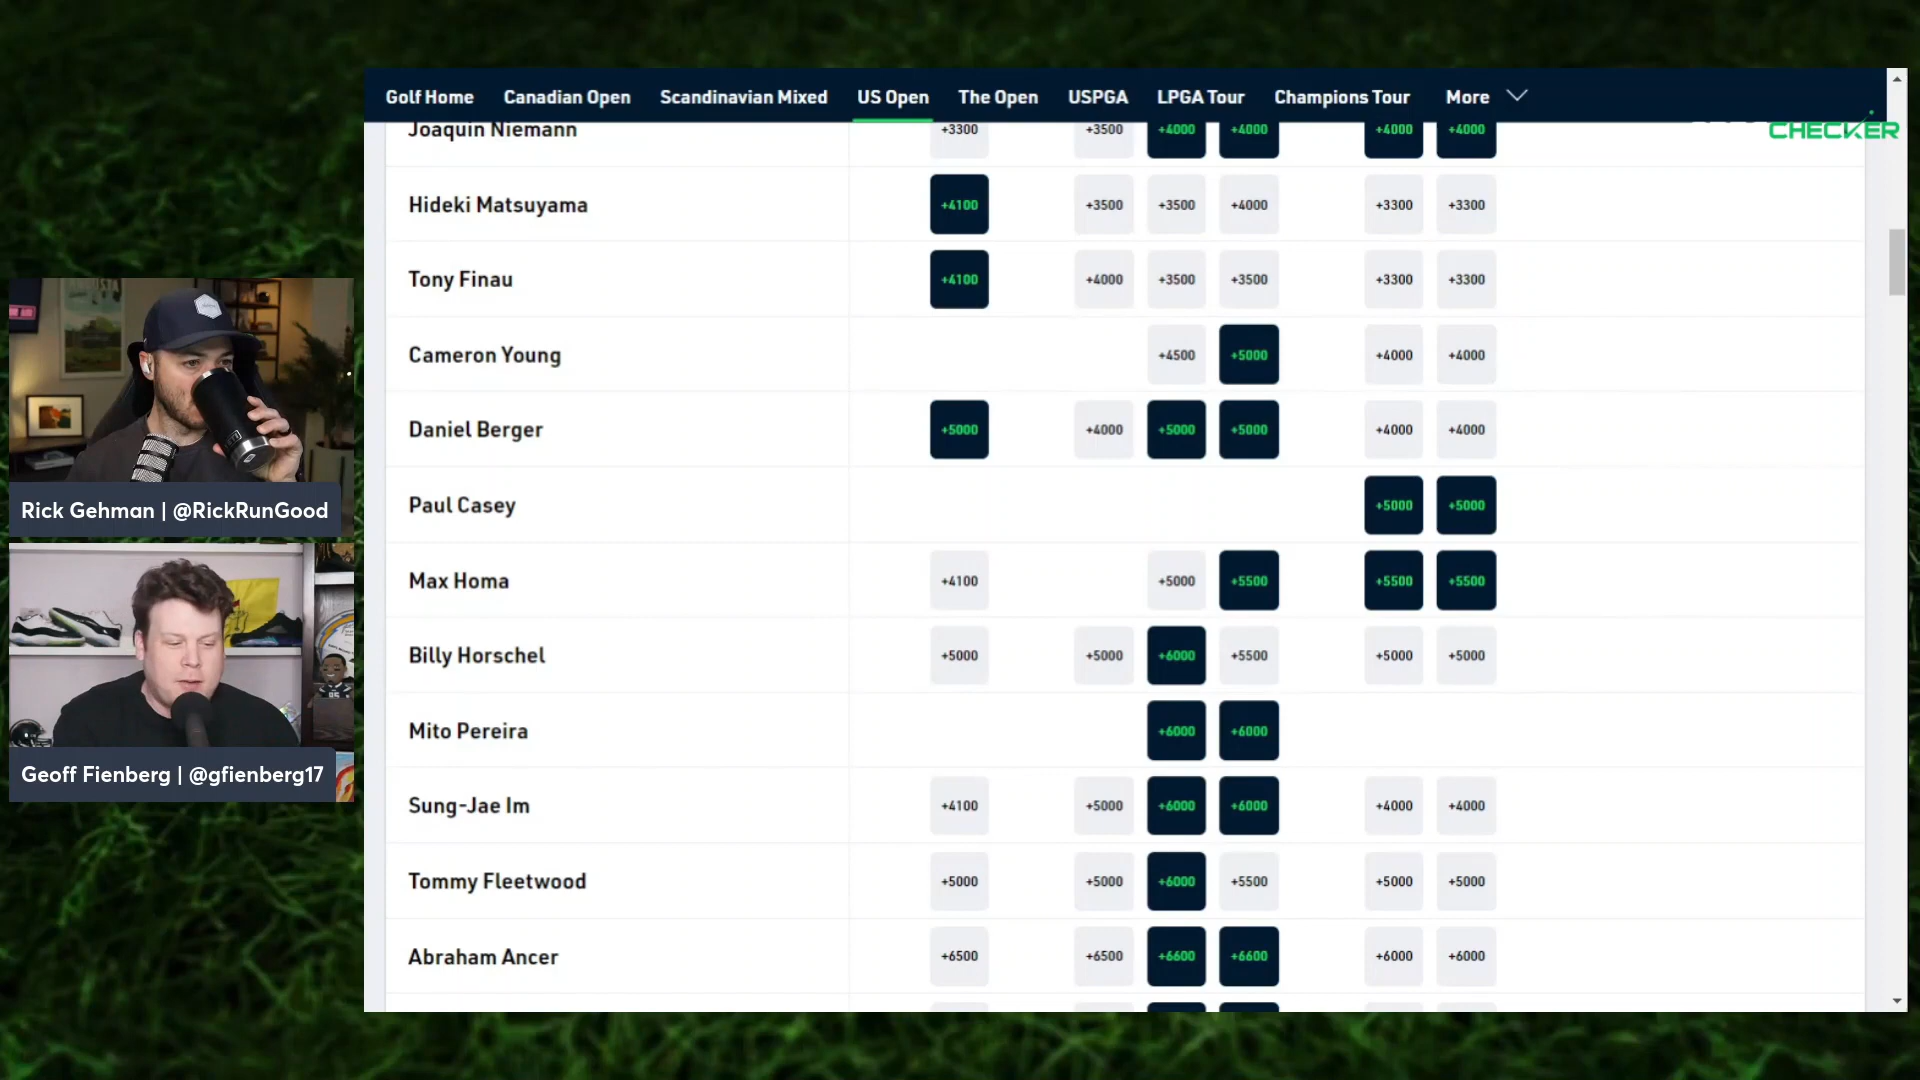 Golf Home Canadian Open Scandinavian Mixed US Open The Open USPGA LPGA Tour Champions Tour More
CHECKER
Joaquin Niemann +3300 +3500 +4000 +4000 +4000 +4000
Hideki Matsuyama +4100 +3500 +3500 +4000 +3300 +3300
Tony Finau +4100 +4000 +3500 +3500 +3300 +3300
Cameron Young +4500 +5000 +4000 +4000
Daniel Berger +5000 +4000 +5000 +5000 +4000 +4000
Paul Casey +5000 +5000
Max Homa +4100 +5000 +5500 +5500 +5500
Billy Horschel +5000 +5000 +6000 +5500 +5000 +5000
Mito Pereira +6000 +6000
Sung-Jae Im +4100 +5000 +6000 +6000 +4000 +4000
Tommy Fleetwood +5000 +5000 +6000 +5500 +5000 +5000
Abraham Ancer +6500 +6500 +6600 +6600 +6000 +6000
Rick Gehman | @RickRunGood
Geoff Fienberg | @gfienberg17